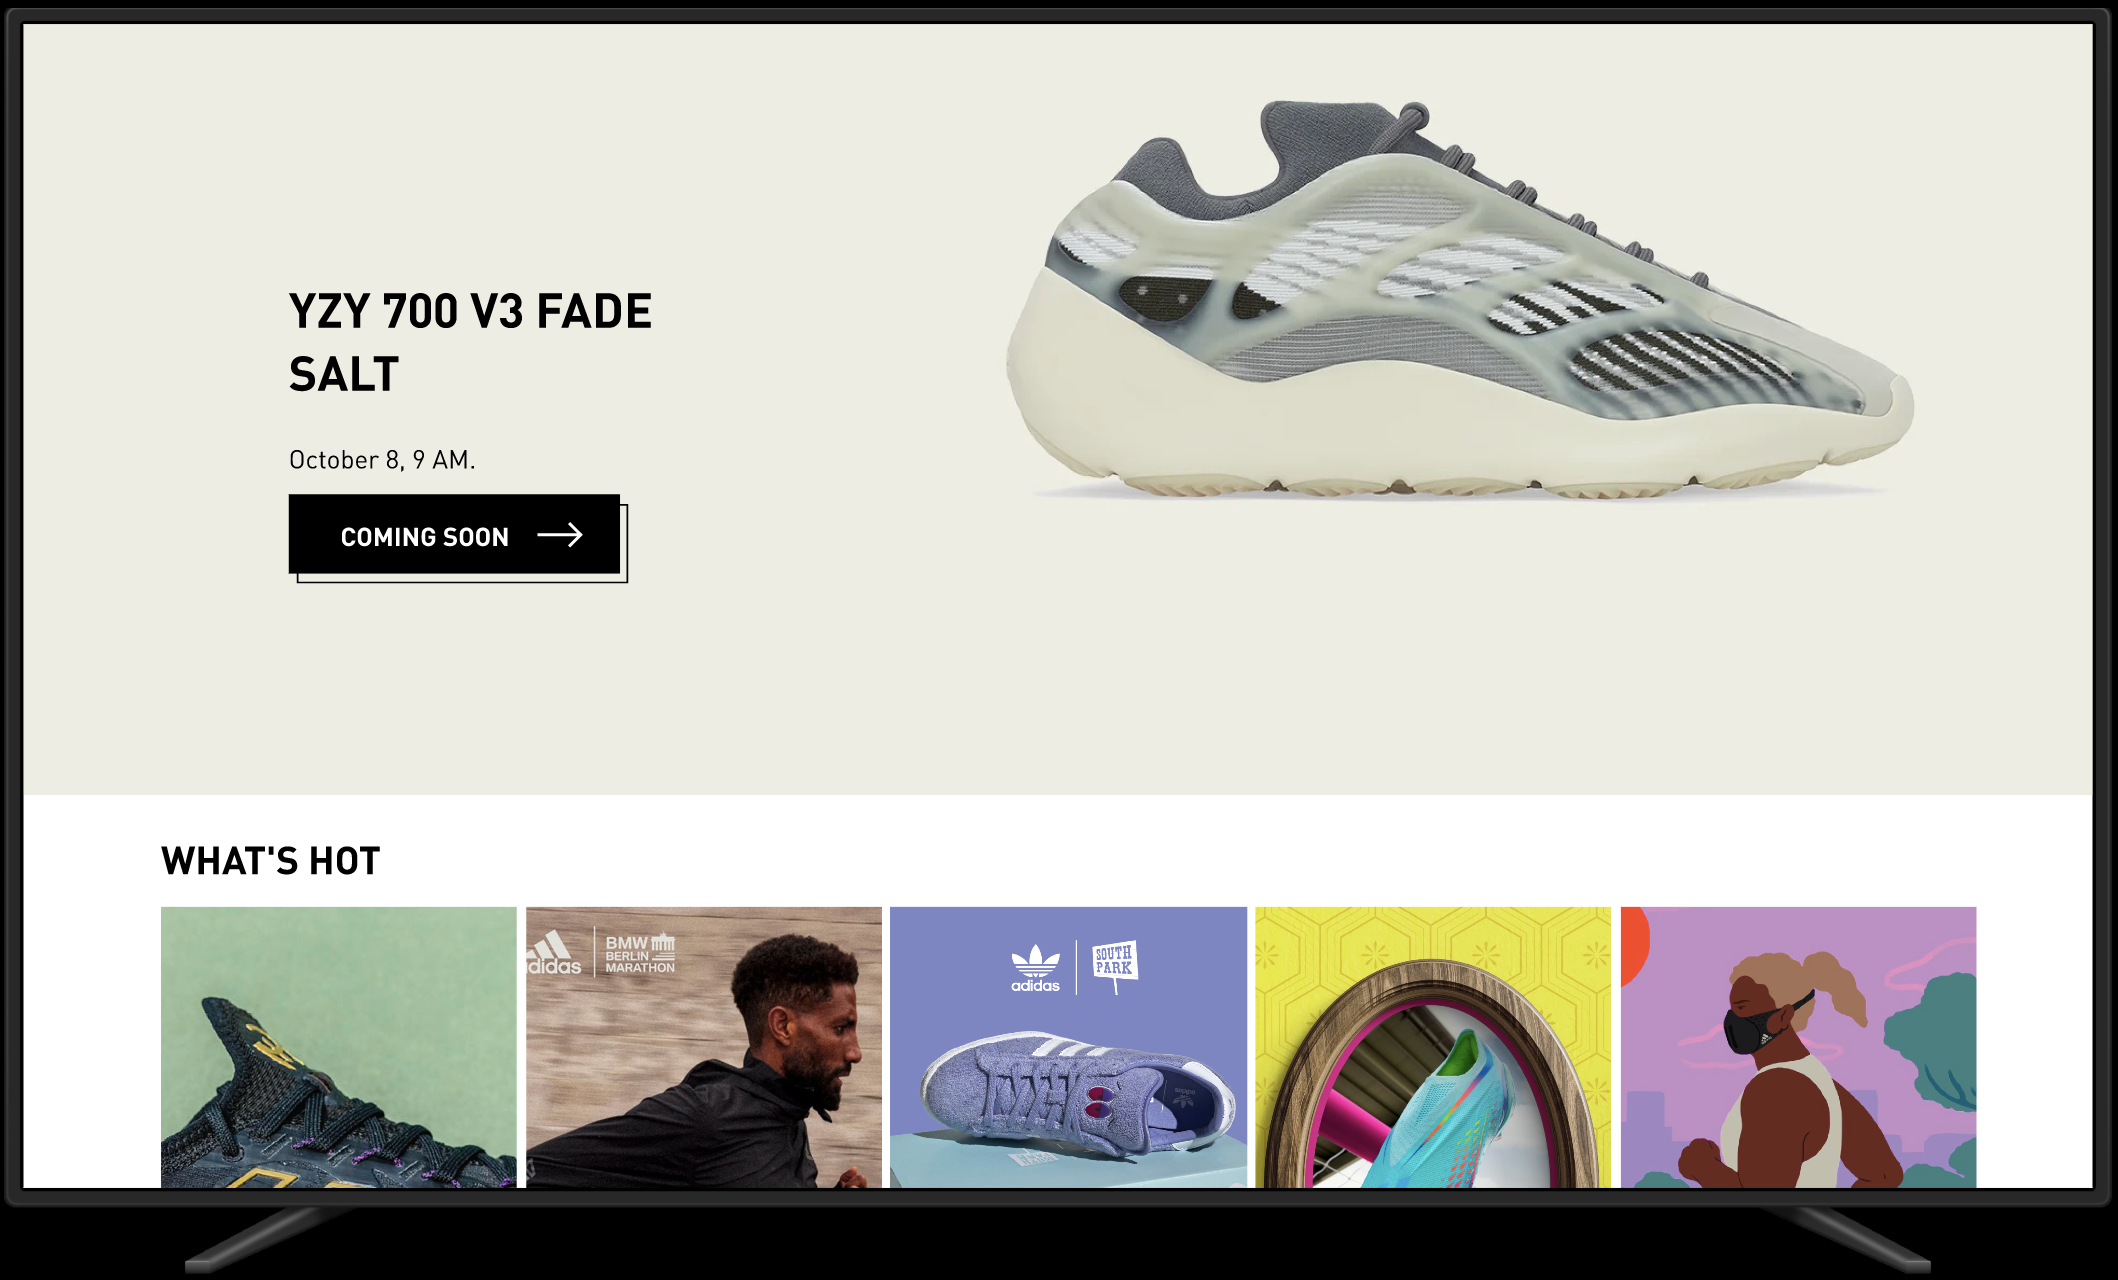 YZY 700 V3 FADE
SALT
October 8, 9 AM.
COMING SOON
WHAT'S HOT
BMW
BERLIN
MARATHON
SOUTH
PARK
adidas